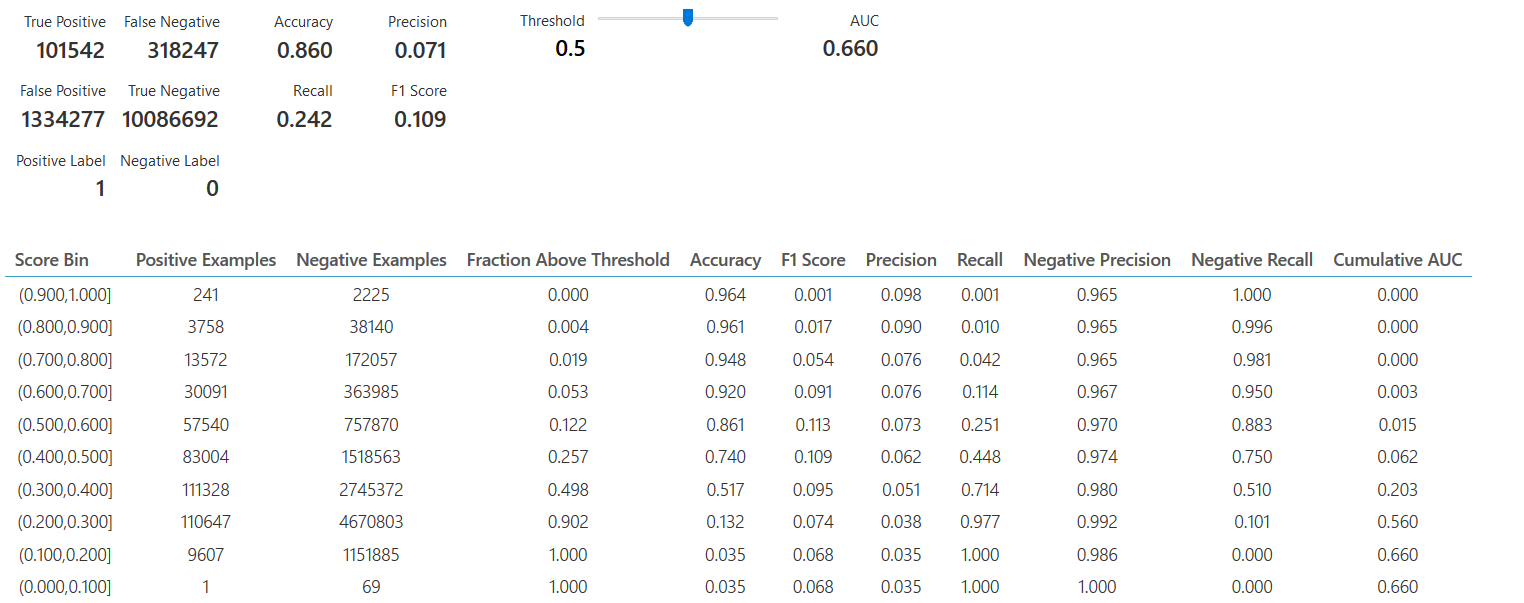 True Positive False Negative Accuracy Precision Threshold AUC
101542 318247 0.860 0.071 0.5 0.660
False Positive True Negative Recall F1 Score
1334277 10086692 0.242 0.109
Positive Label Negative Label
1 0
Score Bin Positive Examples Negative Examples Fraction Above Threshold Accuracy F1 Score Precision Recall Negative Precision Negative Recall Cumulative AUC
(0.900,1.000] 241 2225 0.000 0.964 0.001 0.098 0.001 0.965 1.000 0.000
(0.800,0.900] 3758 38140 0.004 0.961 0.017 0.090 0.010 0.965 0.996 0.000
(0.700,0.800] 13572 172057 0.019 0.948 0.054 0.076 0.042 0.965 0.981 0.000
(0.600,0.700] 30091 363985 0.053 0.920 0.091 0.076 0.114 0.967 0.950 0.003
(0.500,0.600] 57540 757870 0.122 0.861 0.113 0.073 0.251 0.970 0.883 0.015
(0.400,0.500] 83004 1518563 0.257 0.740 0.109 0.062 0.448 0.974 0.750 0.062
(0.300,0.400] 111328 2745372 0.498 0.517 0.095 0.051 0.714 0.980 0.510 0.203
(0.200,0.300] 110647 4670803 0.902 0.132 0.074 0.038 0.977 0.992 0.101 0.560
(0.100,0.200] 9607 1151885 1.000 0.035 0.068 0.035 1.000 0.986 0.000 0.660
(0.000,0.100] 1 69 1.000 0.035 0.068 0.035 1.000 1.000 0.000 0.660